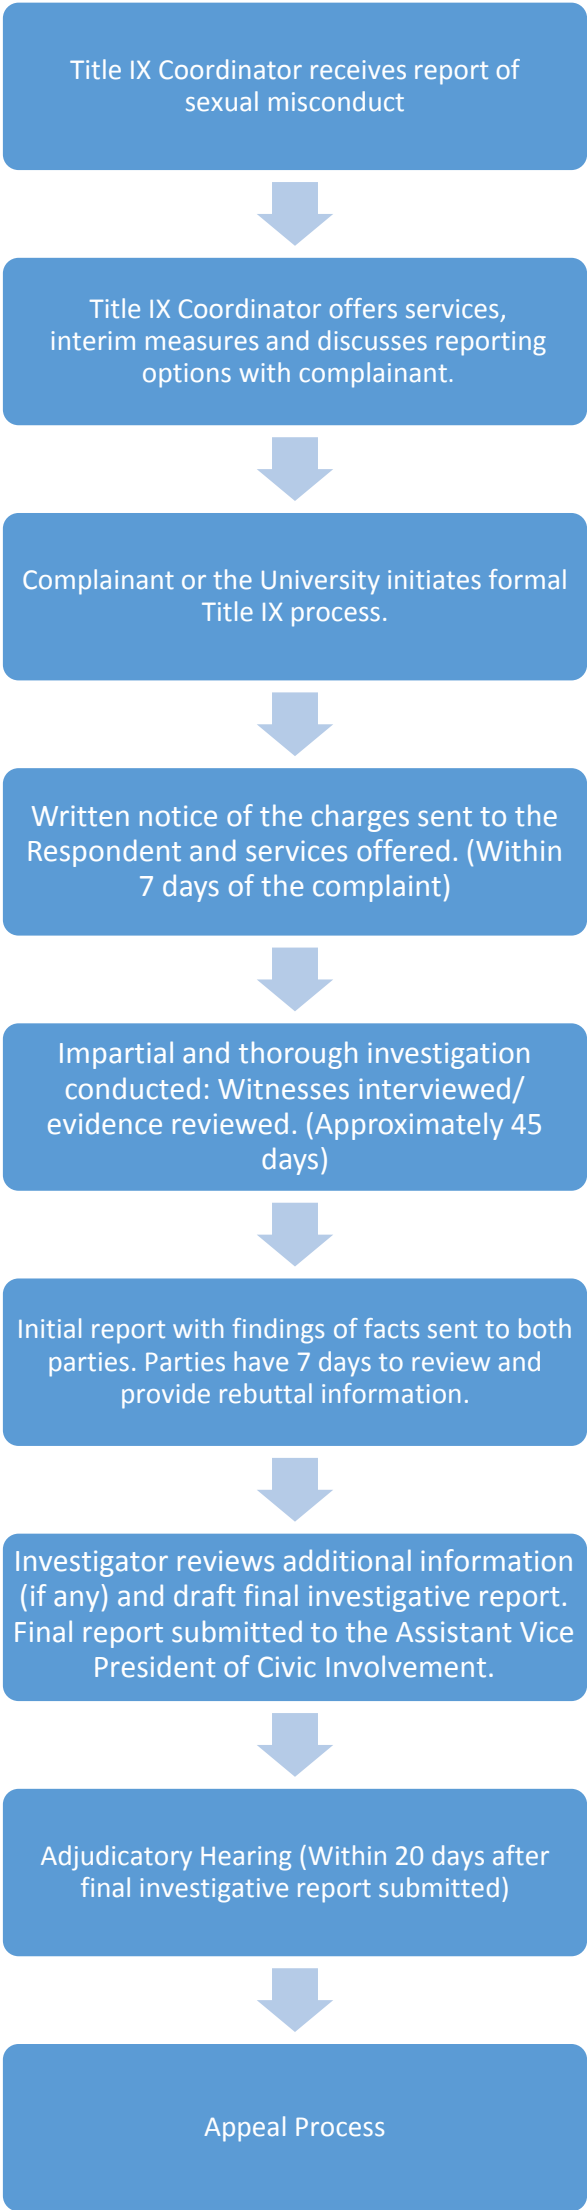 Title IX Coordinator receives report of
sexual misconduct
Title IX Coordinator offers services,
interim measures and discusses reporting
options with complainant.
Complainant or the University initiates formal
Title IX process.
Written notice of the charges sent to the
Respondent and services offered. (Within
7 days of the complaint)
Impartial and thorough investigation
conducted: Witnesses interviewed/
evidence reviewed. (Approximately 45
days)
Initial report with findings of facts sent to both
parties. Parties have 7 days to review and
provide rebuttal information.
Investigator reviews additional information
(if any) and draft final investigative report.
Final report submitted to the Assistant Vice
President of Civic Involvement.
Adjudicatory Hearing (Within 20 days after
final investigative report submitted)
Appeal Process